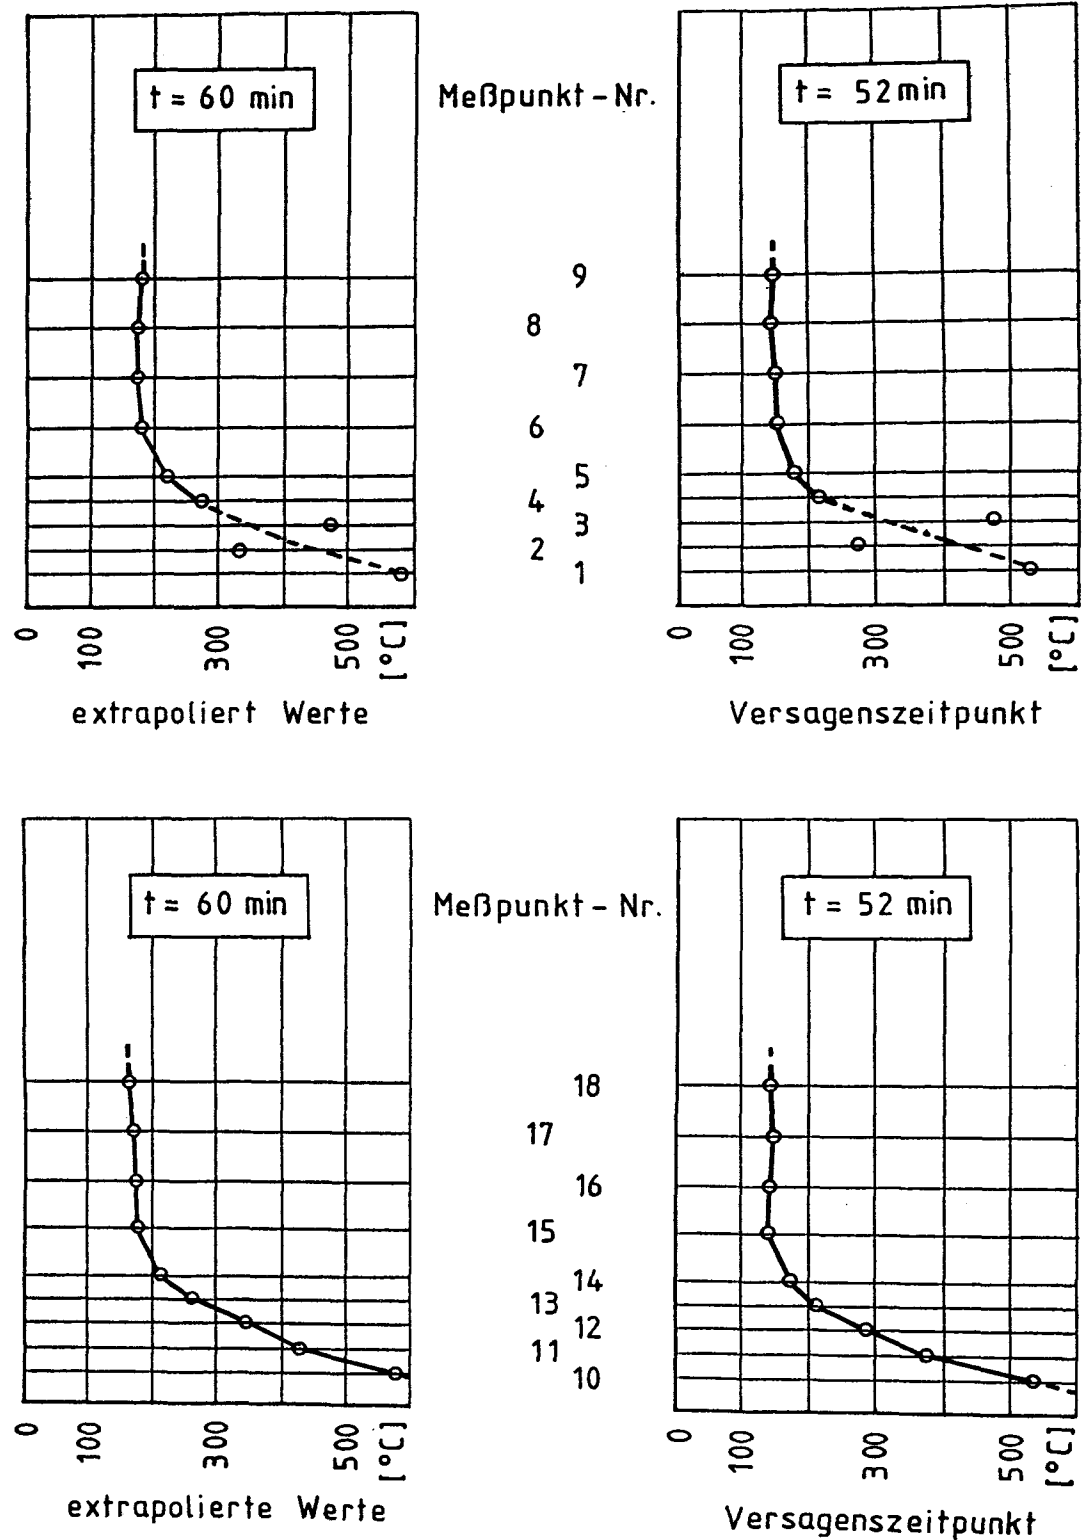 t = 60 min
Meßpunkt - Nr.
t = 52 min
9
8
7
6
5
4
3
2
1
0 100 300 500 [°C]
0 100 300 500 [°C]
extrapoliert Werte
Versagenszeitpunkt
t = 60 min
Meßpunkt - Nr.
t = 52 min
18
17
16
15
14
13
12
11
10
0 100 300 500 [°C]
0 100 300 500 [°C]
extrapolierte Werte
Versagenszeitpunkt